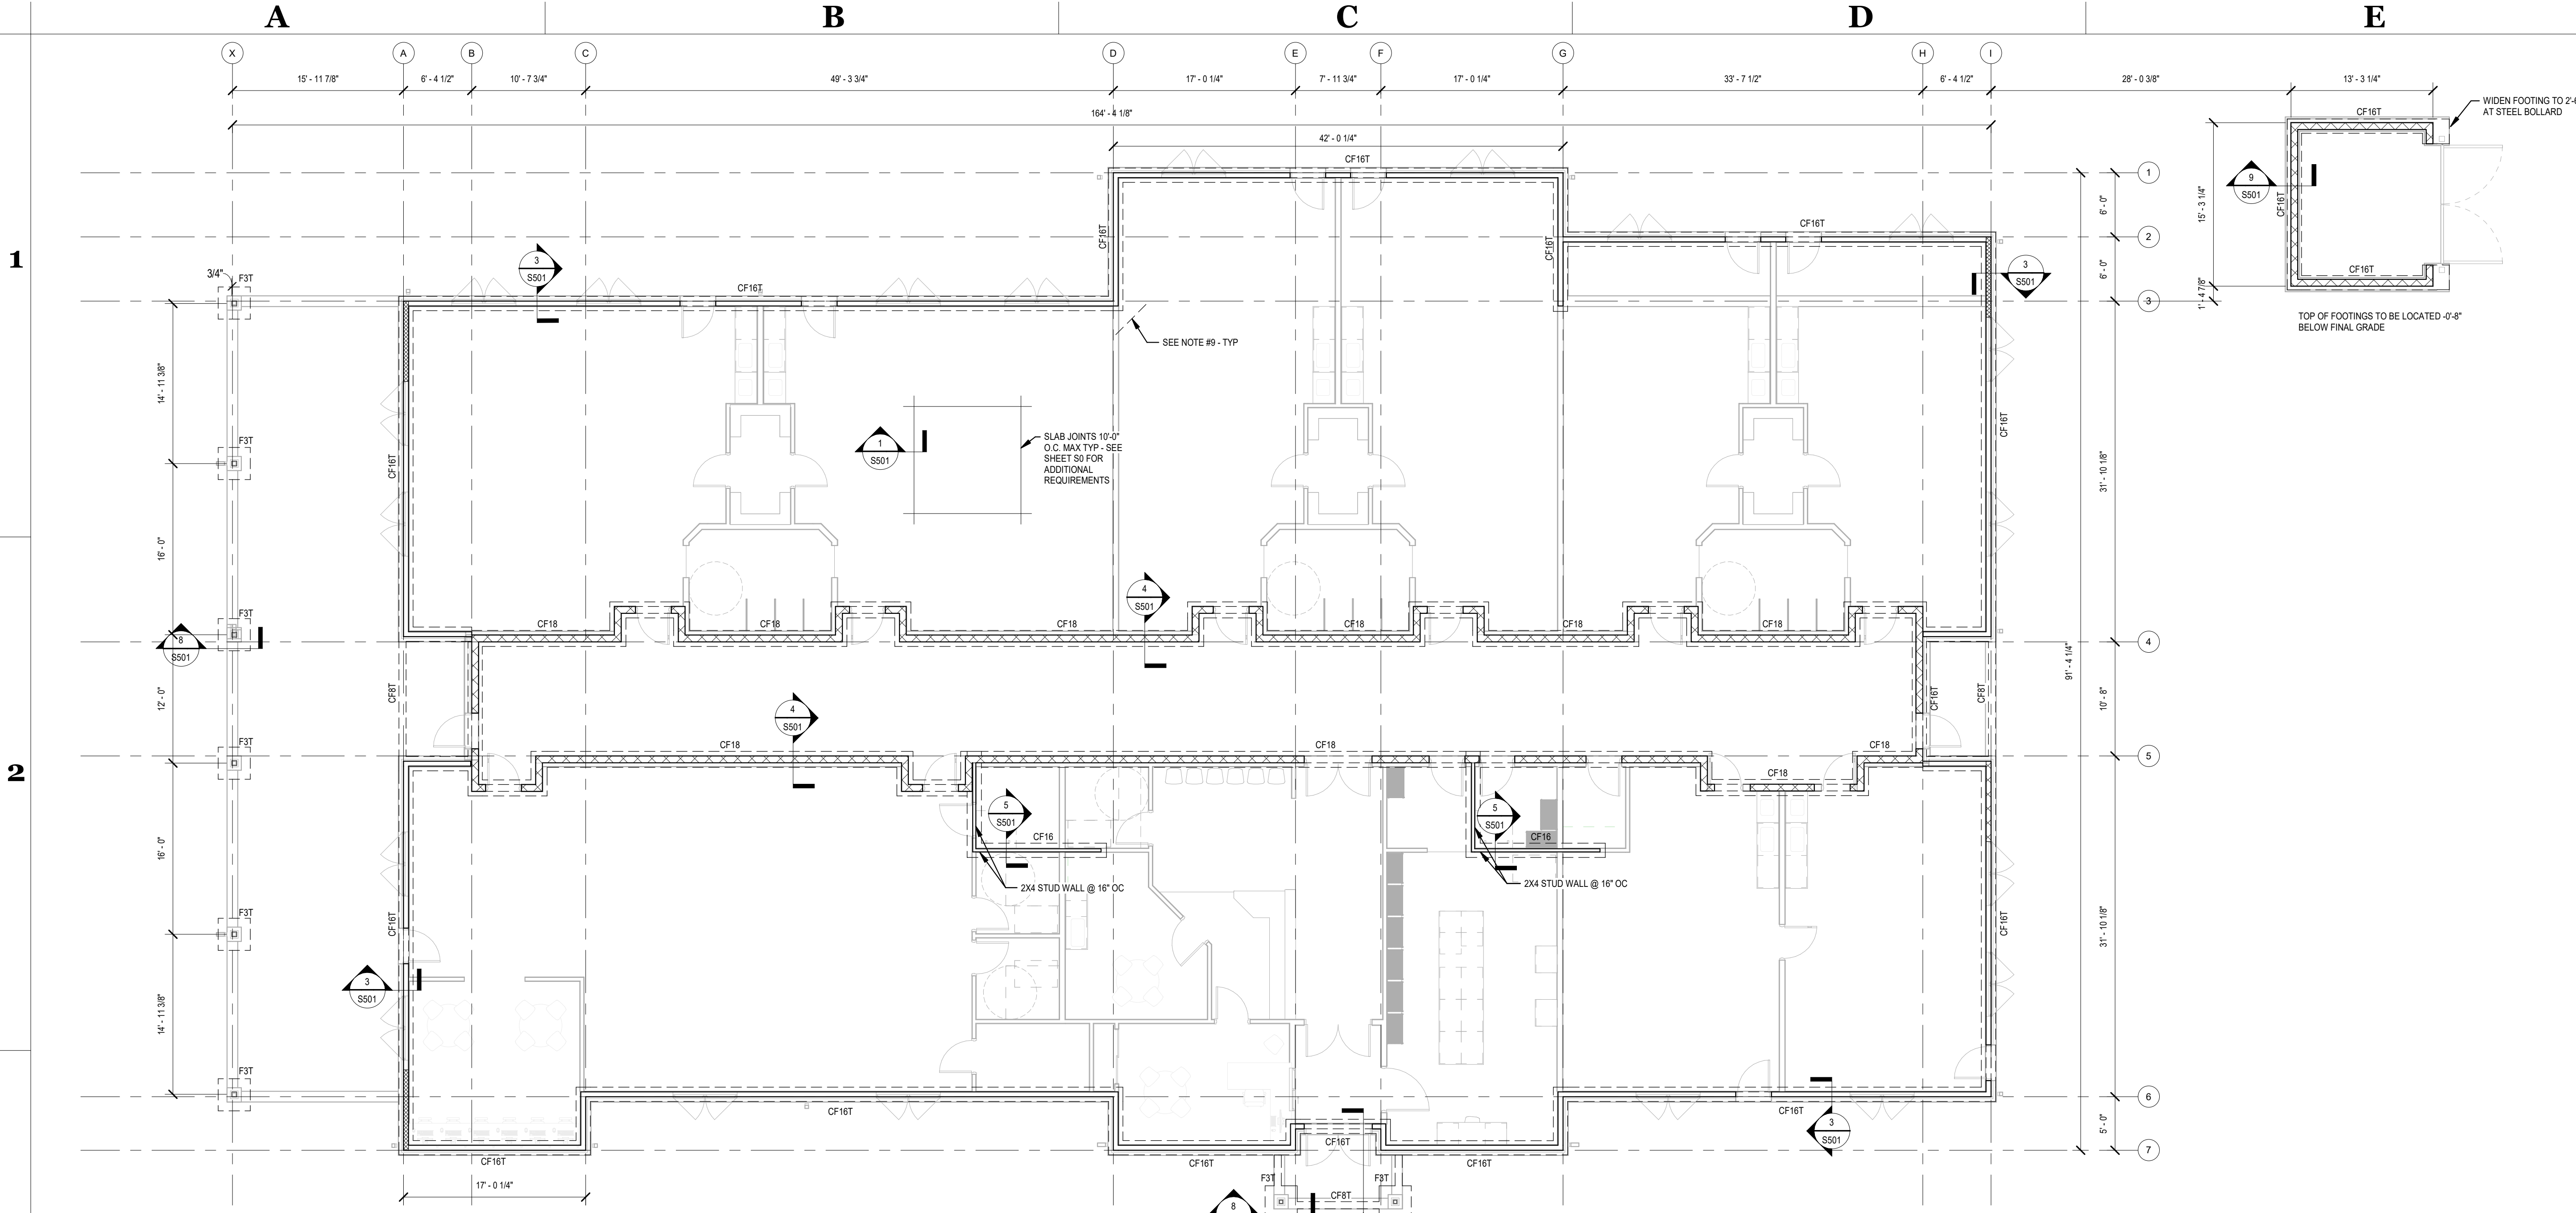 A B C D E
X A B C D E F G H I
15' - 11 7/8" 6' - 4 1/2" 10' - 7 3/4" 49' - 3 3/4" 17' - 0 1/4" 7' - 11 3/4" 17' - 0 1/4" 33' - 7 1/2" 6' - 4 1/2" 28' - 0 3/8" 13' - 3 1/4"
164' - 4 1/8"
42' - 0 1/4"
CF16T
WIDEN FOOTING TO
AT STEEL BOLLARD
CF16T
1
9
S501
CF16T
15' - 3 1/4"
6' - 0"
CF16T
CF16T
CF16T
2
1
3
S501
3
S501
6' - 0"
CF16T
3/4"
F3T
CF16T
3
1' - 4 7/8"
TOP OF FOOTINGS TO BE LOCATED -0'-8"
BELOW FINAL GRADE
SEE NOTE #9 - TYP
14' - 11 3/8"
F3T
CF16T
1
S501
SLAB JOINTS 10'-0"
O.C. MAX TYP - SEE
SHEET S0 FOR
ADDITIONAL
REQUIREMENTS
CF16T
31' - 10 1/8"
16' - 0"
4
S501
F3T
CF18 CF18 CF18 CF18 CF18 CF18
8
S501
4
91' - 4 1/4"
12' - 0"
CF8T
4
S501
CF16T
CF8T
10' - 8"
F3T
CF18 CF18 CF18
5
2
CF18
16' - 0"
5
S501
CF16
5
S501
CF16
2X4 STUD WALL @ 16" OC
2X4 STUD WALL @ 16" OC
F3T
CF16T
CF16T
31' - 10 1/8"
3
S501
14' - 11 3/8"
F3T
6
CF16T
CF16T
3
S501
5' - 0"
CF16T
7
CF16T
CF16T
CF16T
17' - 0 1/4"
F3T
F3T
CF8T
8